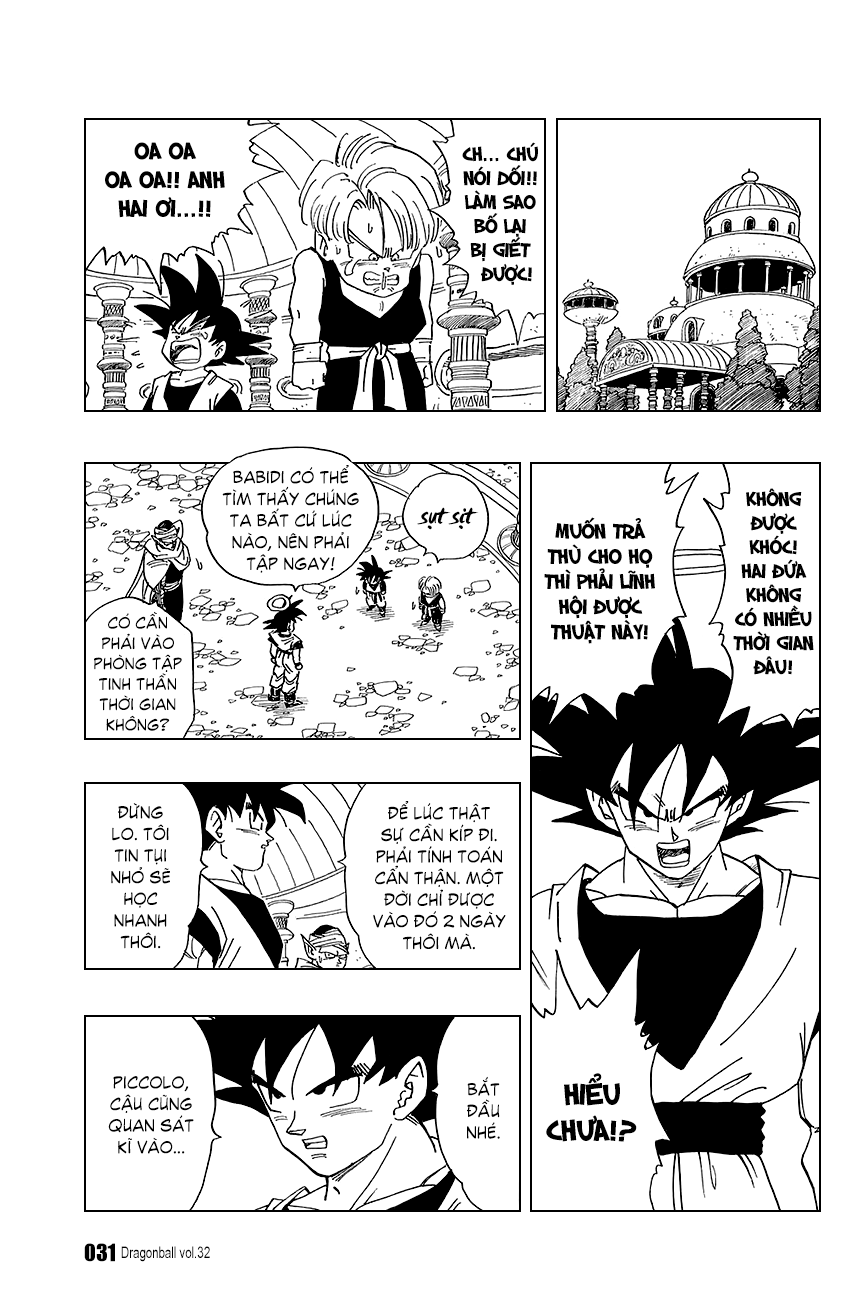 CH... CHÚ
NÓI DỐI!!
LÀM SAO
BỐ LẠI
BỊ GIẾT
ĐƯỢC!
OA OA
OA OA!! ANH
HAI ƠI...!!
KHÔNG
ĐƯỢC
KHÓC!
HAI ĐỨA
KHÔNG
CÓ NHIỀU
THỜI GIAN
ĐÂU!
MUỐN TRẢ
THÙ CHO HỌ
THÌ PHẢI LĨNH
HỘI ĐƯỢC
THUẬT NÀY!
HIỂU
CHƯA!?
SỤT SỊT
BABIDI CÓ THỂ
TÌM THẤY CHÚNG
TA BẤT CỨ LÚC
NÀO, NÊN PHẢI
TẬP NGAY!
CÓ CẦN
PHẢI VÀO
PHÒNG TẬP
TINH THẦN
THỜI GIAN
KHÔNG?
ĐỂ LÚC THẬT
SỰ CẦN KÍP ĐI.
PHẢI TÍNH TOÁN
CẨN THẬN. MỘT
ĐỜI CHỈ ĐƯỢC
VÀO ĐÓ 2 NGÀY
THÔI MÀ.
ĐỪNG
LO. TÔI
TIN TỤI
NHỎ SẼ
HỌC
NHANH
THÔI.
BẮT
ĐẦU
NHÉ.
PICCOLO,
CẬU CŨNG
QUAN SÁT
KĨ VÀO...
031 Dragonball vol.32